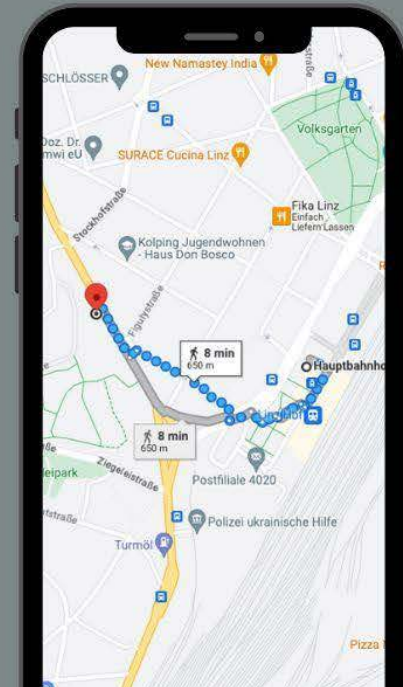 New Namastey India
SCHLÖSSER
Volksgarten
Doz. Dr.
mwi eU
SURACE Cucina Linz
Stockhofstraße
Fika Linz
Einfach
Liefern Lassen
Kolping Jugendwohnen
- Haus Don Bosco
Figulystraße
8 min
650 m
Hauptbahnho
8 min
650 m
Ziegeleistraße
leipark
Postfiliale 4020
Polizei ukrainische Hilfe
Turmöl
Pizza